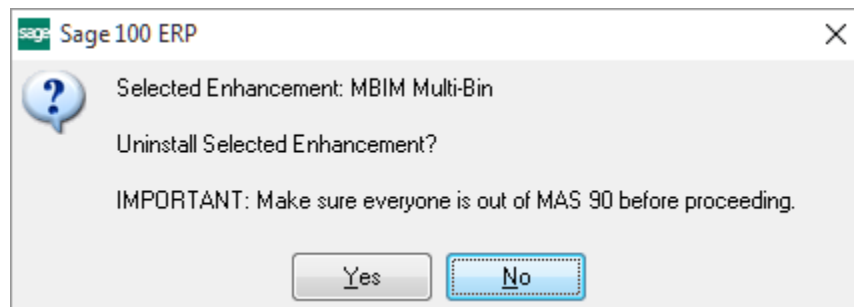 sage Sage 100 ERP
Selected Enhancement: MBIM Multi-Bin
Uninstall Selected Enhancement?
IMPORTANT: Make sure everyone is out of MAS 90 before proceeding.
Yes No